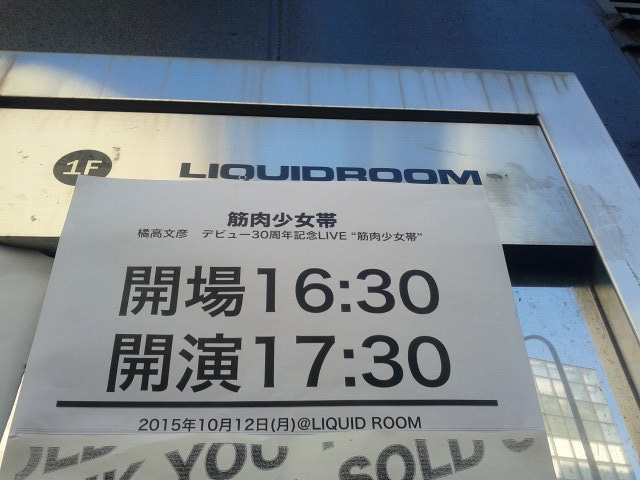 1F LIQUIDROOM
筋肉少女帯
橘高文彦 デビュー30周年記念LIVE “筋肉少女帯”
開場16:30
開演17:30
2015年10月12日(月)@LIQUID ROOM
YOU SOLD